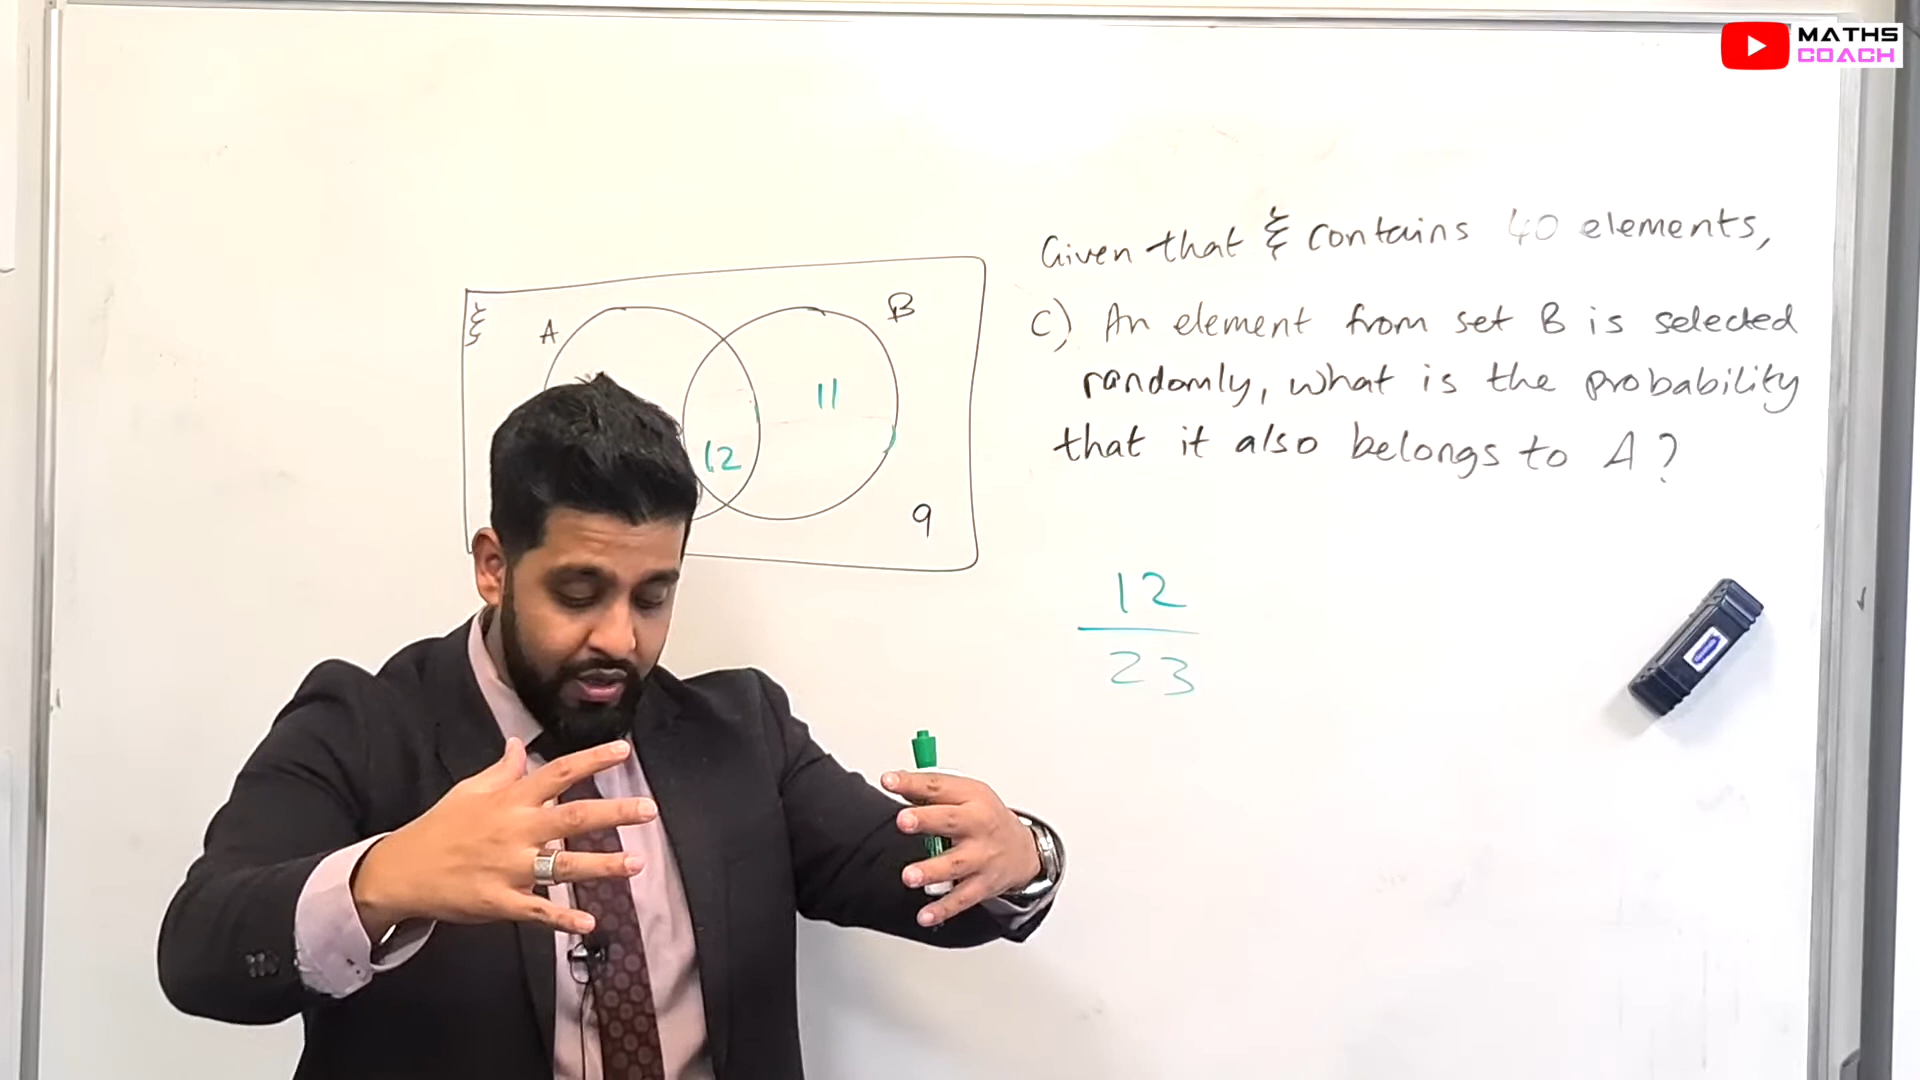 MATHS
COACH
Given that ξ contains 40 elements,
c) An element from set B is selected
randomly, what is the probability
that it also belongs to A?
ξ
A
B
11
12
9
12
23